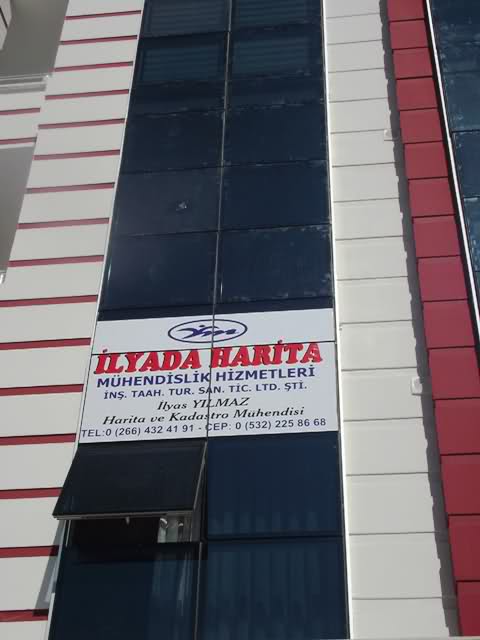 İLYADA HARİTA
MÜHENDİSLİK HİZMETLERİ
İNŞ. TAAH. TUR. SAN. TİC. LTD. ŞTİ.
İlyas YILMAZ
Harita ve Kadastro Mühendisi
TEL:0 (266) 432 41 91 - CEP: 0 (532) 225 86 68